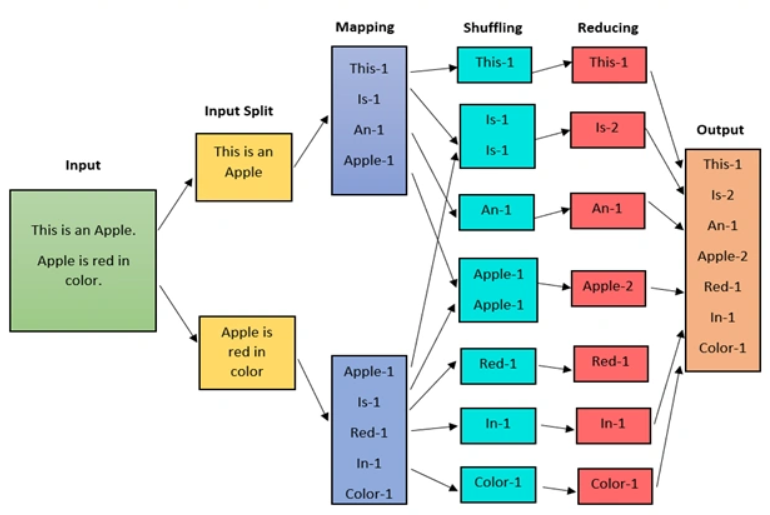 Input
This is an Apple.
Apple is red in
color.
Input Split
This is an
Apple
Apple is
red in
color
Mapping
This-1
Is-1
An-1
Apple-1
Apple-1
Is-1
Red-1
In-1
Color-1
Shuffling
This-1
Is-1
Is-1
An-1
Apple-1
Apple-1
Red-1
In-1
Color-1
Reducing
This-1
Is-2
An-1
Apple-2
Red-1
In-1
Color-1
Output
This-1
Is-2
An-1
Apple-2
Red-1
In-1
Color-1